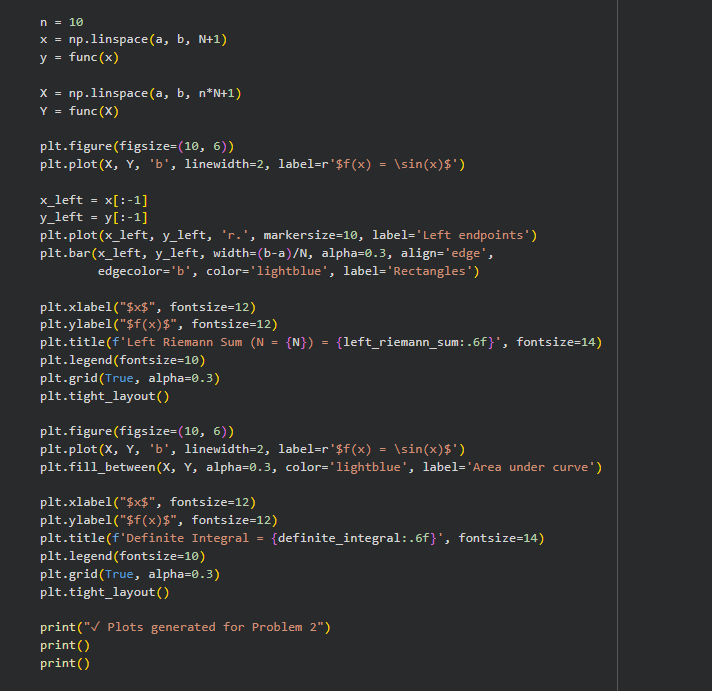 n = 10
x = np.linspace(a, b, N+1)
y = func(x)
X = np.linspace(a, b, n*N+1)
Y = func(X)
plt.figure(figsize=(10, 6))
plt.plot(X, Y, 'b', linewidth=2, label=r'$f(x) = \sin(x)$')
x_left = x[:-1]
y_left = y[:-1]
plt.plot(x_left, y_left, 'r.', markersize=10, label='Left endpoints')
plt.bar(x_left, y_left, width=(b-a)/N, alpha=0.3, align='edge',
        edgecolor='b', color='lightblue', label='Rectangles')
plt.xlabel("$x$", fontsize=12)
plt.ylabel("$f(x)$", fontsize=12)
plt.title(f'Left Riemann Sum (N = {N}) = {left_riemann_sum:.6f}', fontsize=14)
plt.legend(fontsize=10)
plt.grid(True, alpha=0.3)
plt.tight_layout()
plt.figure(figsize=(10, 6))
plt.plot(X, Y, 'b', linewidth=2, label=r'$f(x) = \sin(x)$')
plt.fill_between(X, Y, alpha=0.3, color='lightblue', label='Area under curve')
plt.xlabel("$x$", fontsize=12)
plt.ylabel("$f(x)$", fontsize=12)
plt.title(f'Definite Integral = {definite_integral:.6f}', fontsize=14)
plt.legend(fontsize=10)
plt.grid(True, alpha=0.3)
plt.tight_layout()
print("✓ Plots generated for Problem 2")
print()
print()